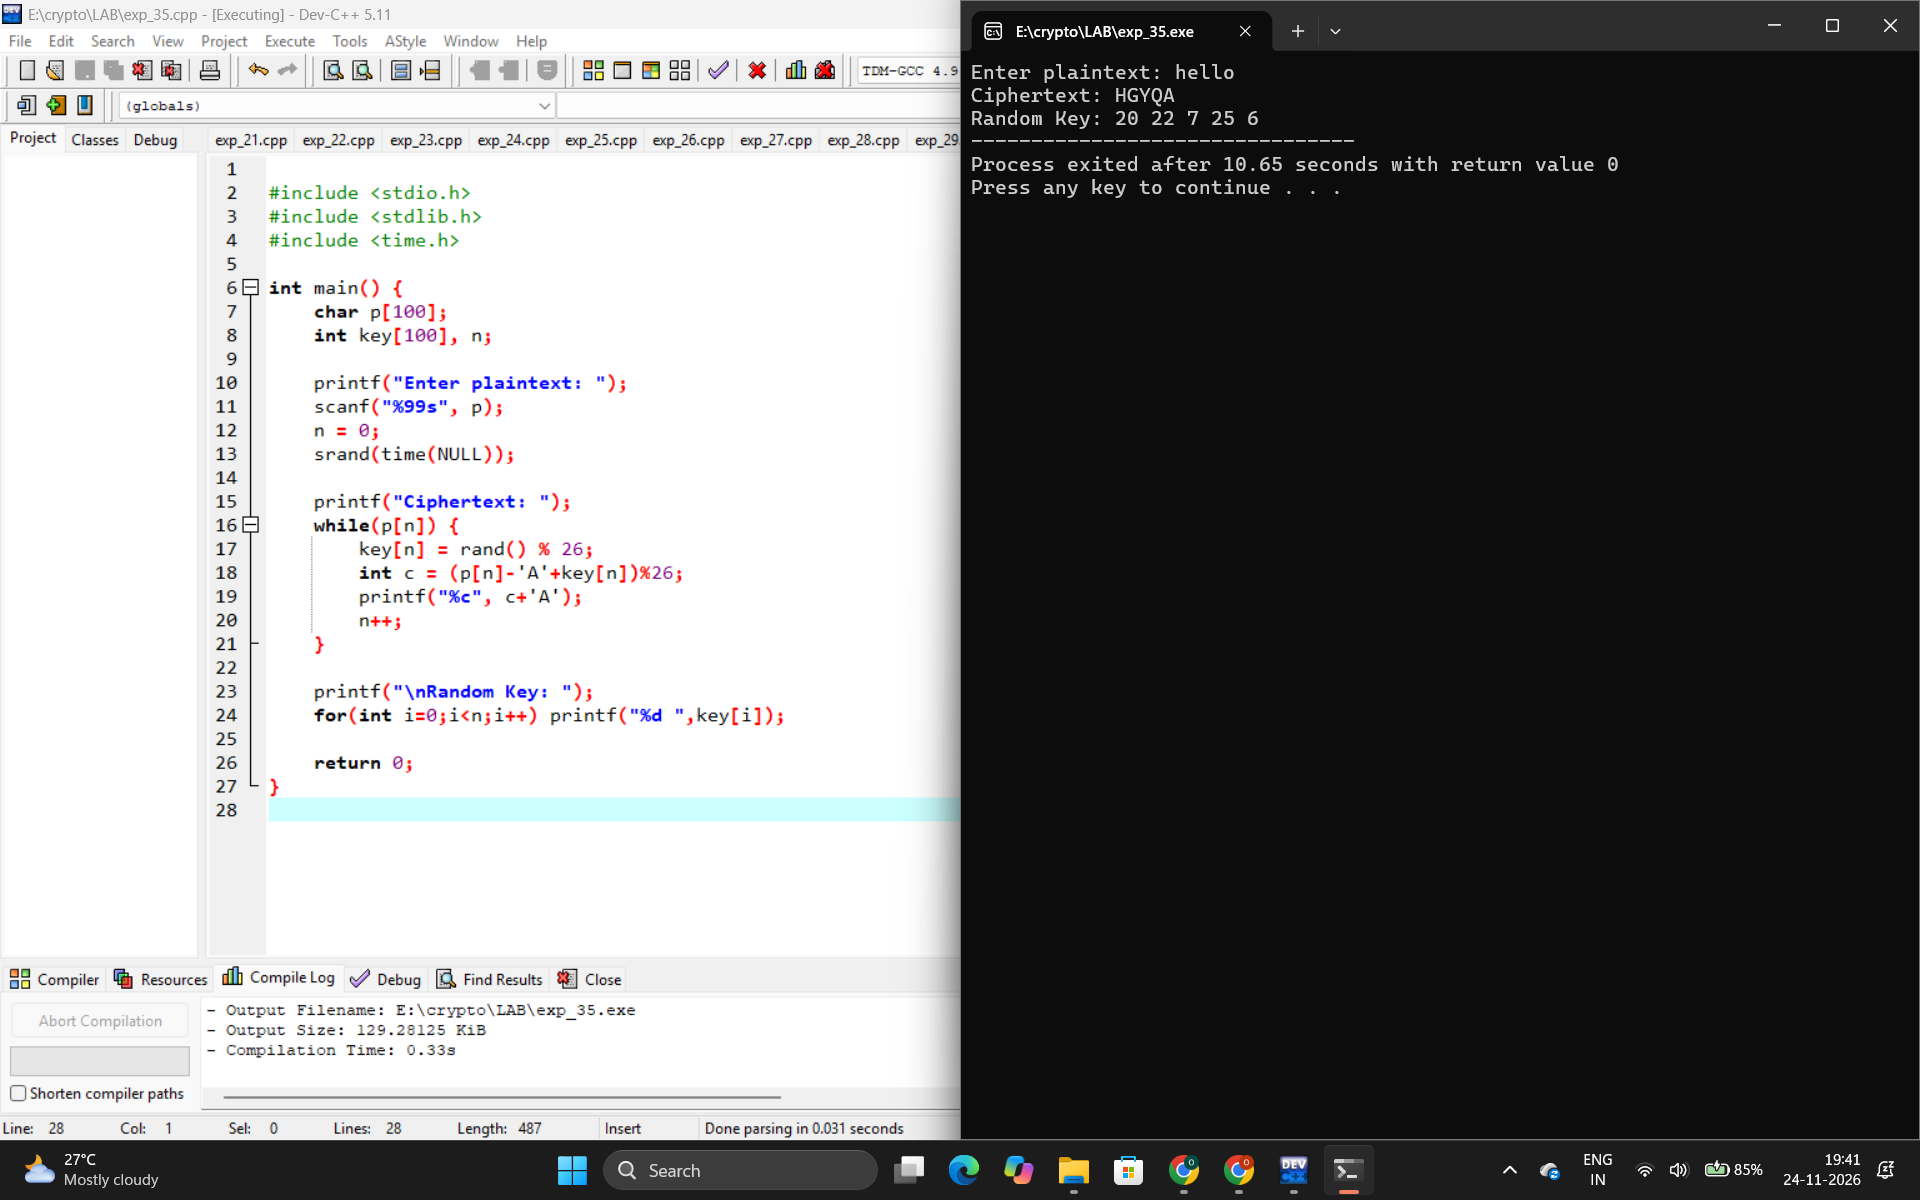 E:\crypto\LAB\exp_35.cpp - [Executing] - Dev-C++ 5.11
File Edit Search View Project Execute Tools AStyle Window Help
TDM-GCC 4.9
(globals)
Project Classes Debug
exp_21.cpp exp_22.cpp exp_23.cpp exp_24.cpp exp_25.cpp exp_26.cpp exp_27.cpp exp_28.cpp exp_29
1
2 #include <stdio.h>
3 #include <stdlib.h>
4 #include <time.h>
5
6 int main() {
7 char p[100];
8 int key[100], n;
9
10 printf("Enter plaintext: ");
11 scanf("%99s", p);
12 n = 0;
13 srand(time(NULL));
14
15 printf("Ciphertext: ");
16 while(p[n]) {
17 key[n] = rand() % 26;
18 int c = (p[n]-'A'+key[n])%26;
19 printf("%c", c+'A');
20 n++;
21 }
22
23 printf("\nRandom Key: ");
24 for(int i=0;i<n;i++) printf("%d ",key[i]);
25
26 return 0;
27 }
28
Compiler Resources Compile Log Debug Find Results Close
Abort Compilation
Shorten compiler paths
- Output Filename: E:\crypto\LAB\exp_35.exe
- Output Size: 129.28125 KiB
- Compilation Time: 0.33s
Line: 28 Col: 1 Sel: 0 Lines: 28 Length: 487 Insert Done parsing in 0.031 seconds
E:\crypto\LAB\exp_35.exe
Enter plaintext: hello
Ciphertext: HGYQA
Random Key: 20 22 7 25 6
--------------------------------
Process exited after 10.65 seconds with return value 0
Press any key to continue . . .
27°C
Mostly cloudy
Search
DEV
ENG
IN
85%
19:41
24-11-2026